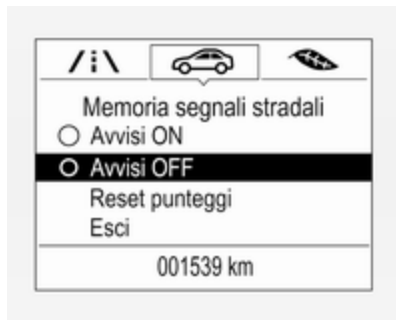 Memoria segnali stradali
Avvisi ON
Avvisi OFF
Reset punteggi
Esci
001539 km